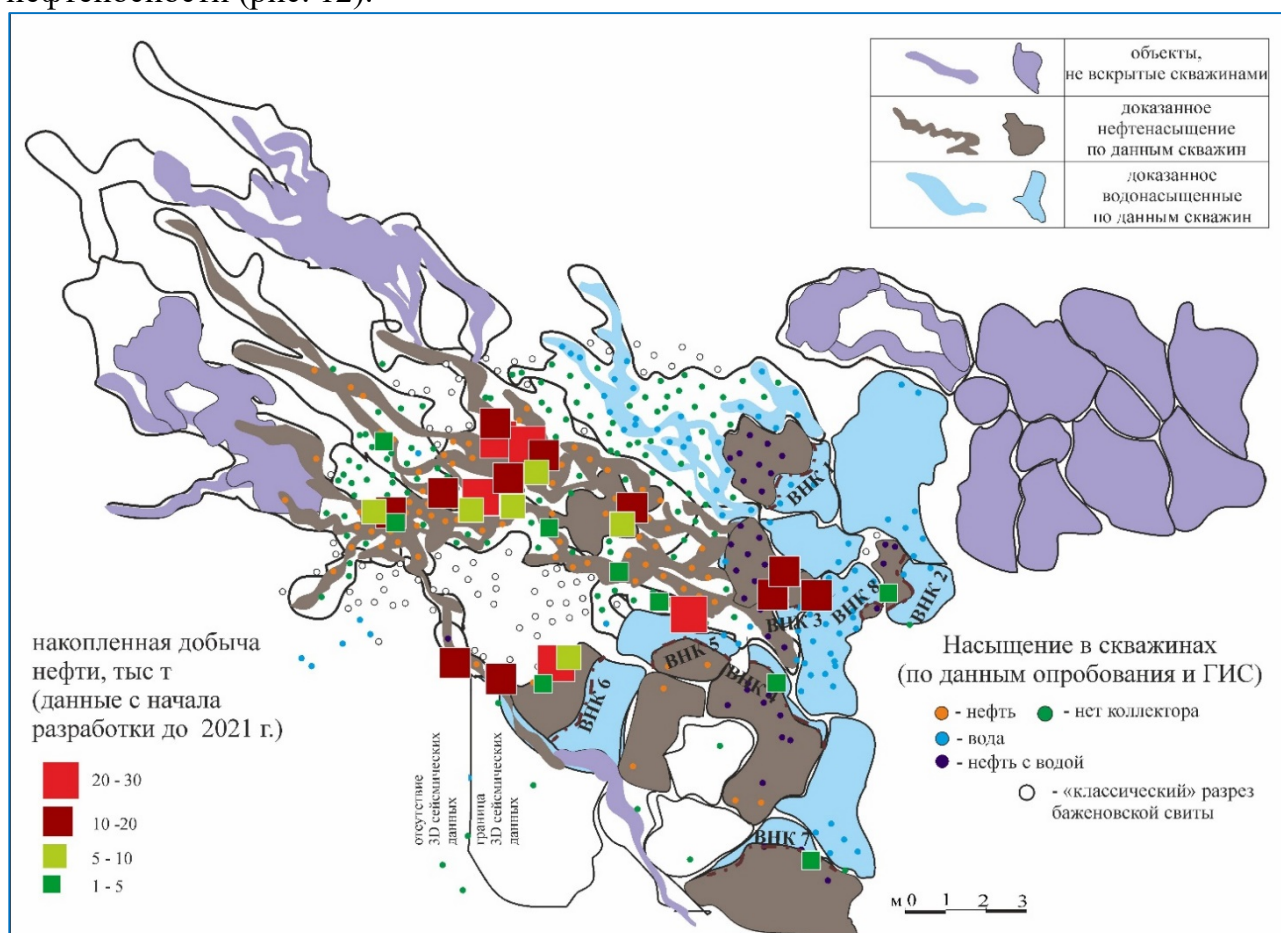 нефтеносности (рис. 12).
объекты,
не вскрытые скважинами
доказанное
нефтенасыщение
по данным скважин
доказанное
водонасыщенные
по данным скважин
ВНК 1
ВНК 2
ВНК 8
ВНК 3
ВНК 5
ВНК 6
ВНК 7
накопленная добыча
нефти, тыс т
(данные с начала
разработки до 2021 г.)
20 - 30
10 -20
5 - 10
1 - 5
отсутствие
3D сейсмических
данных
граница
3D сейсмических
данных
Насыщение в скважинах
(по данным опробования и ГИС)
- нефть
- нет коллектора
- вода
- нефть с водой
- «классический» разрез
баженовской свиты
м 0 1 2 3